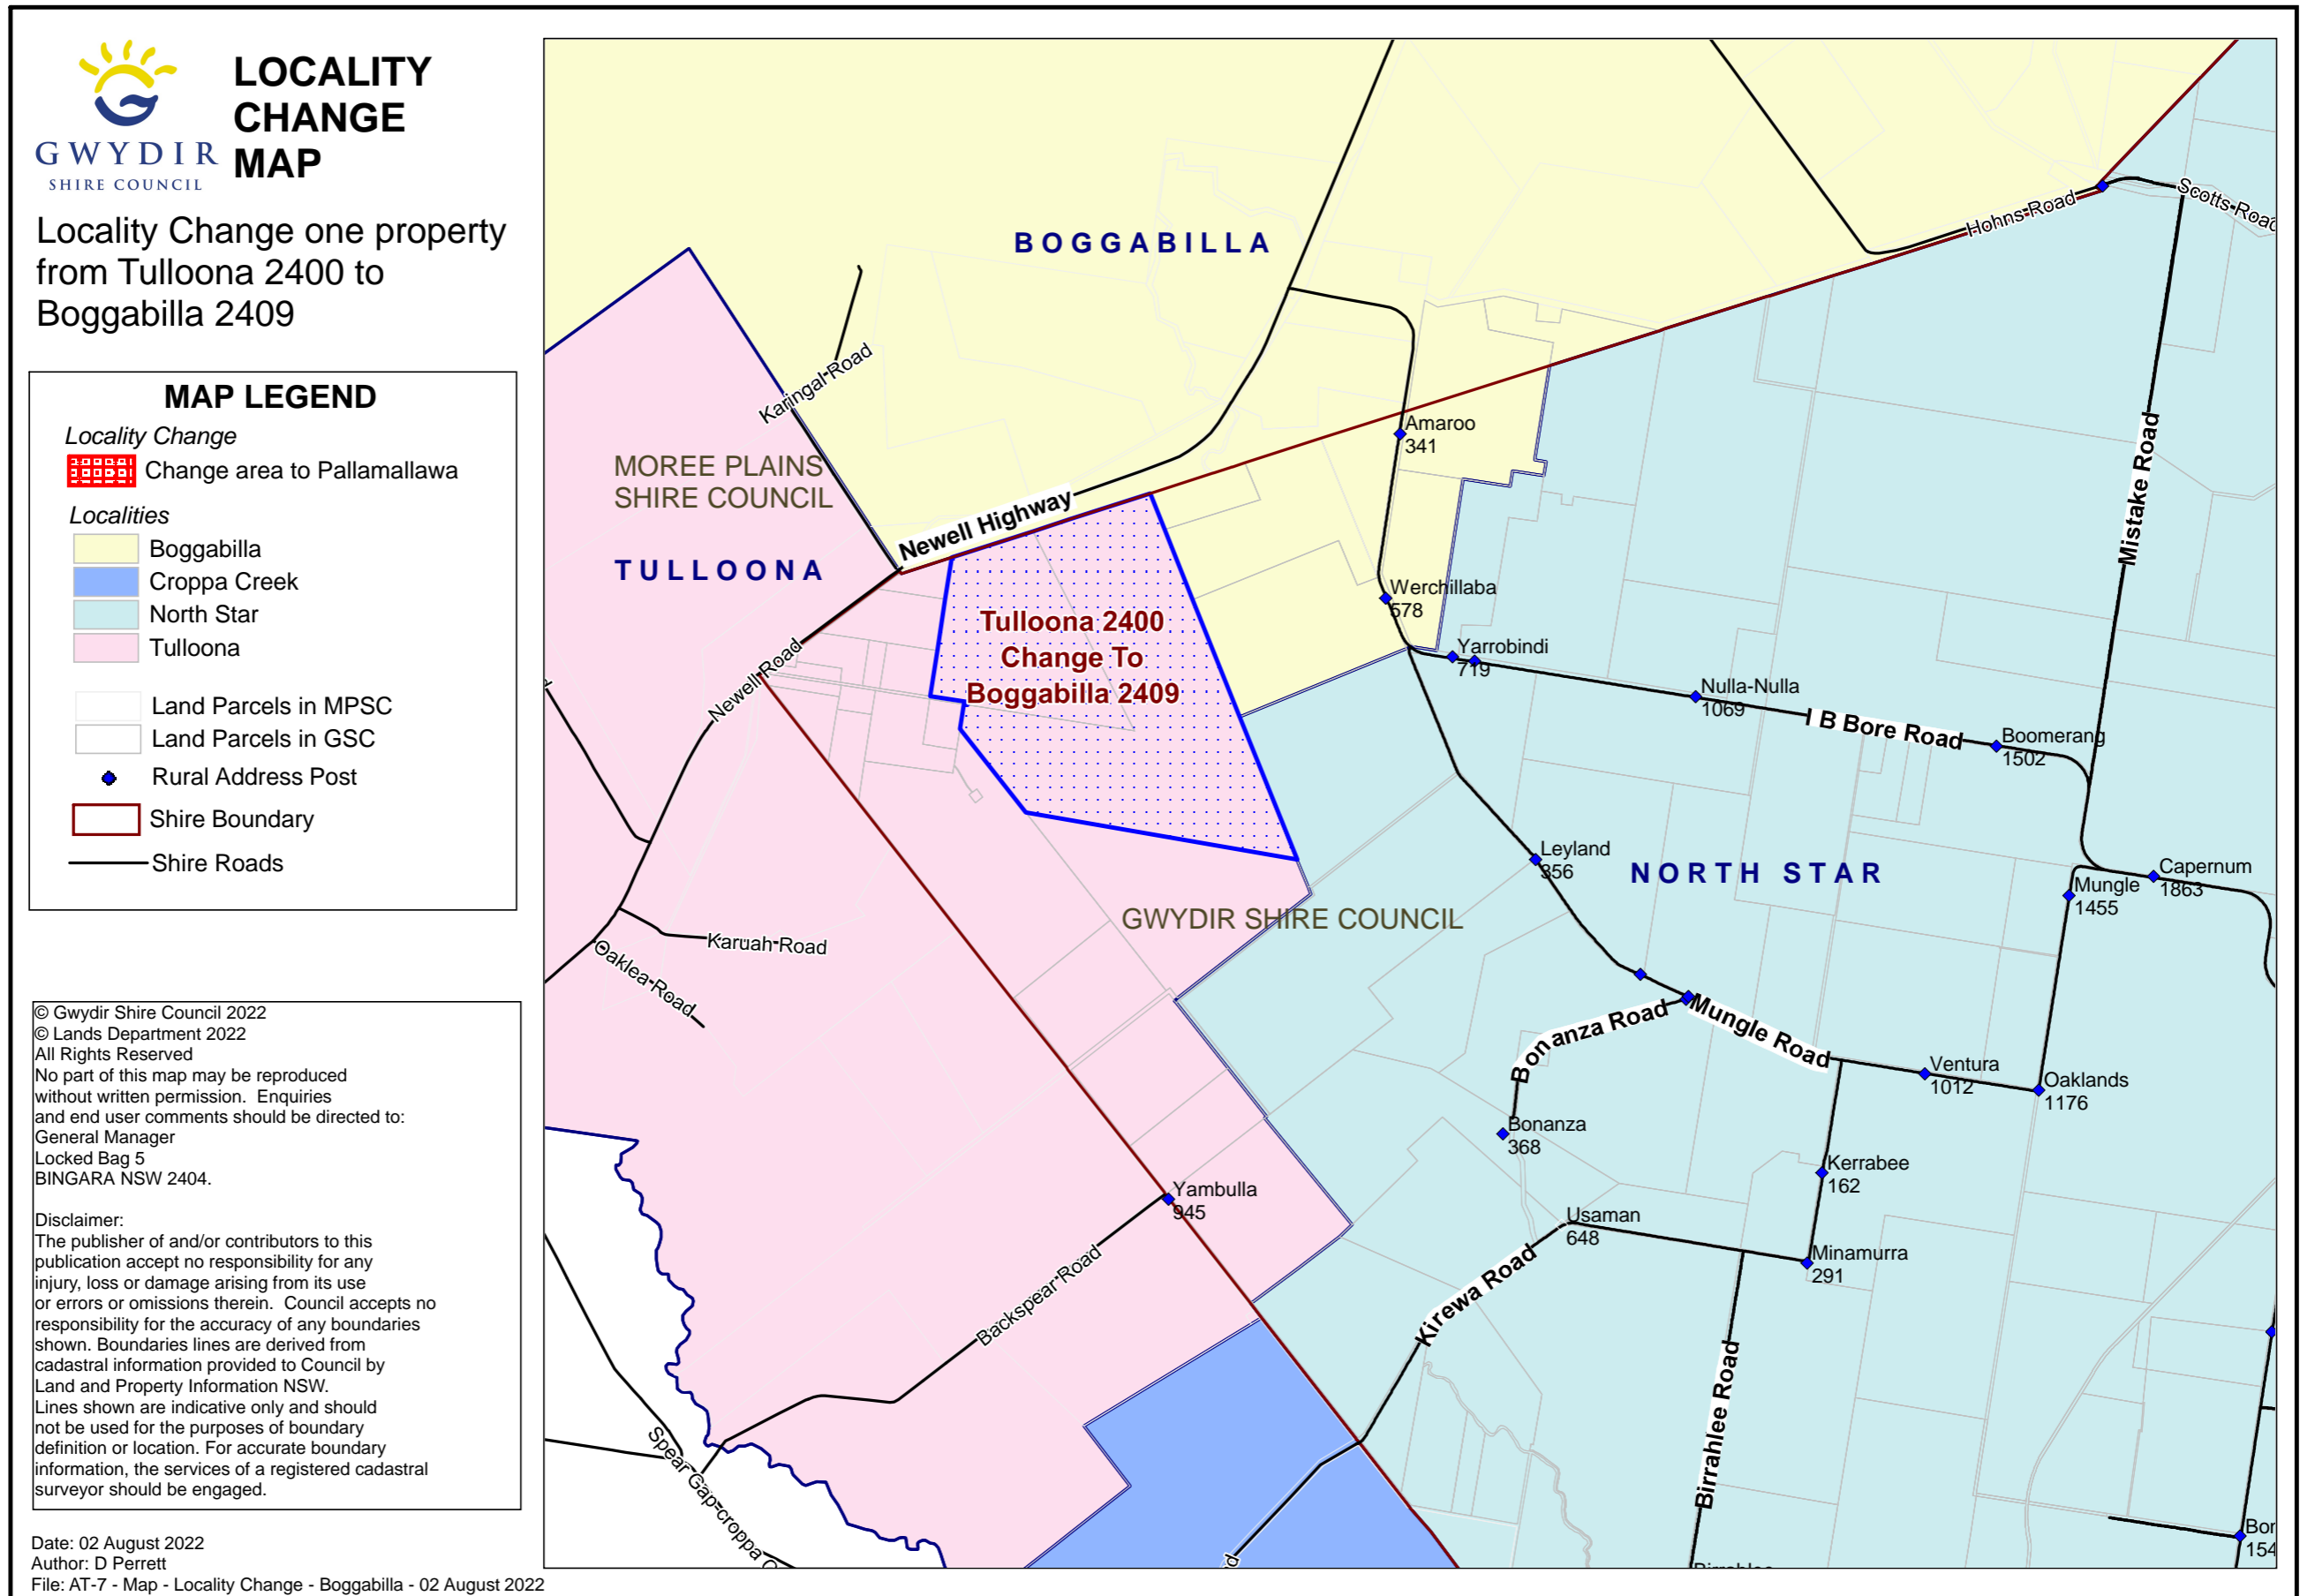 GWYDIR
SHIRE COUNCIL
LOCALITY
CHANGE
MAP
Locality Change one property
from Tulloona 2400 to
Boggabilla 2409
MAP LEGEND
Locality Change
Change area to Pallamallawa
Localities
Boggabilla
Croppa Creek
North Star
Tulloona
Land Parcels in MPSC
Land Parcels in GSC
Rural Address Post
Shire Boundary
Shire Roads
© Gwydir Shire Council 2022
© Lands Department 2022
All Rights Reserved
No part of this map may be reproduced
without written permission. Enquiries
and end user comments should be directed to:
General Manager
Locked Bag 5
BINGARA NSW 2404.
Disclaimer:
The publisher of and/or contributors to this
publication accept no responsibility for any
injury, loss or damage arising from its use
or errors or omissions therein. Council accepts no
responsibility for the accuracy of any boundaries
shown. Boundaries lines are derived from
cadastral information provided to Council by
Land and Property Information NSW.
Lines shown are indicative only and should
not be used for the purposes of boundary
definition or location. For accurate boundary
information, the services of a registered cadastral
surveyor should be engaged.
Date: 02 August 2022
Author: D Perrett
File: AT-7 - Map - Locality Change - Boggabilla - 02 August 2022
BOGGABILLA
Hohns Road
Scotts Road
Karingal Road
MOREE PLAINS
SHIRE COUNCIL
TULLOONA
Newell Highway
Amaroo
341
Mistake Road
Werchillaba
578
Tulloona 2400
Change To
Boggabilla 2409
Newell Road
Yarrobindi
719
Nulla-Nulla
1069
I B Bore Road
Boomerang
1502
Leyland
356
NORTH STAR
Capernum
1863
Mungle
1455
GWYDIR SHIRE COUNCIL
Karuah Road
Oaklea Road
Bonanza Road
Mungle Road
Ventura
1012
Oaklands
1176
Bonanza
368
Kerrabee
162
Yambulla
945
Usaman
648
Minamurra
291
Backspear Road
Kirewa Road
Birrahlee Road
Spear Gap-croppa C
Bor
154